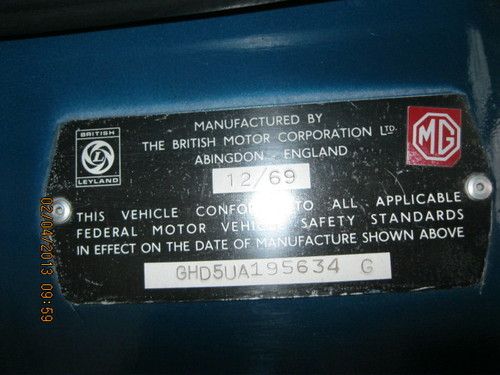 BRITISH
L
LEYLAND
MANUFACTURED BY
THE BRITISH MOTOR CORPORATION LTD.
ABINGDON - ENGLAND
MG
12/69
THIS VEHICLE CONFORMS TO ALL APPLICABLE
FEDERAL MOTOR VEHICLE SAFETY STANDARDS
IN EFFECT ON THE DATE OF MANUFACTURE SHOWN ABOVE
GHD5UA195634 G
02/04/2013 09:59